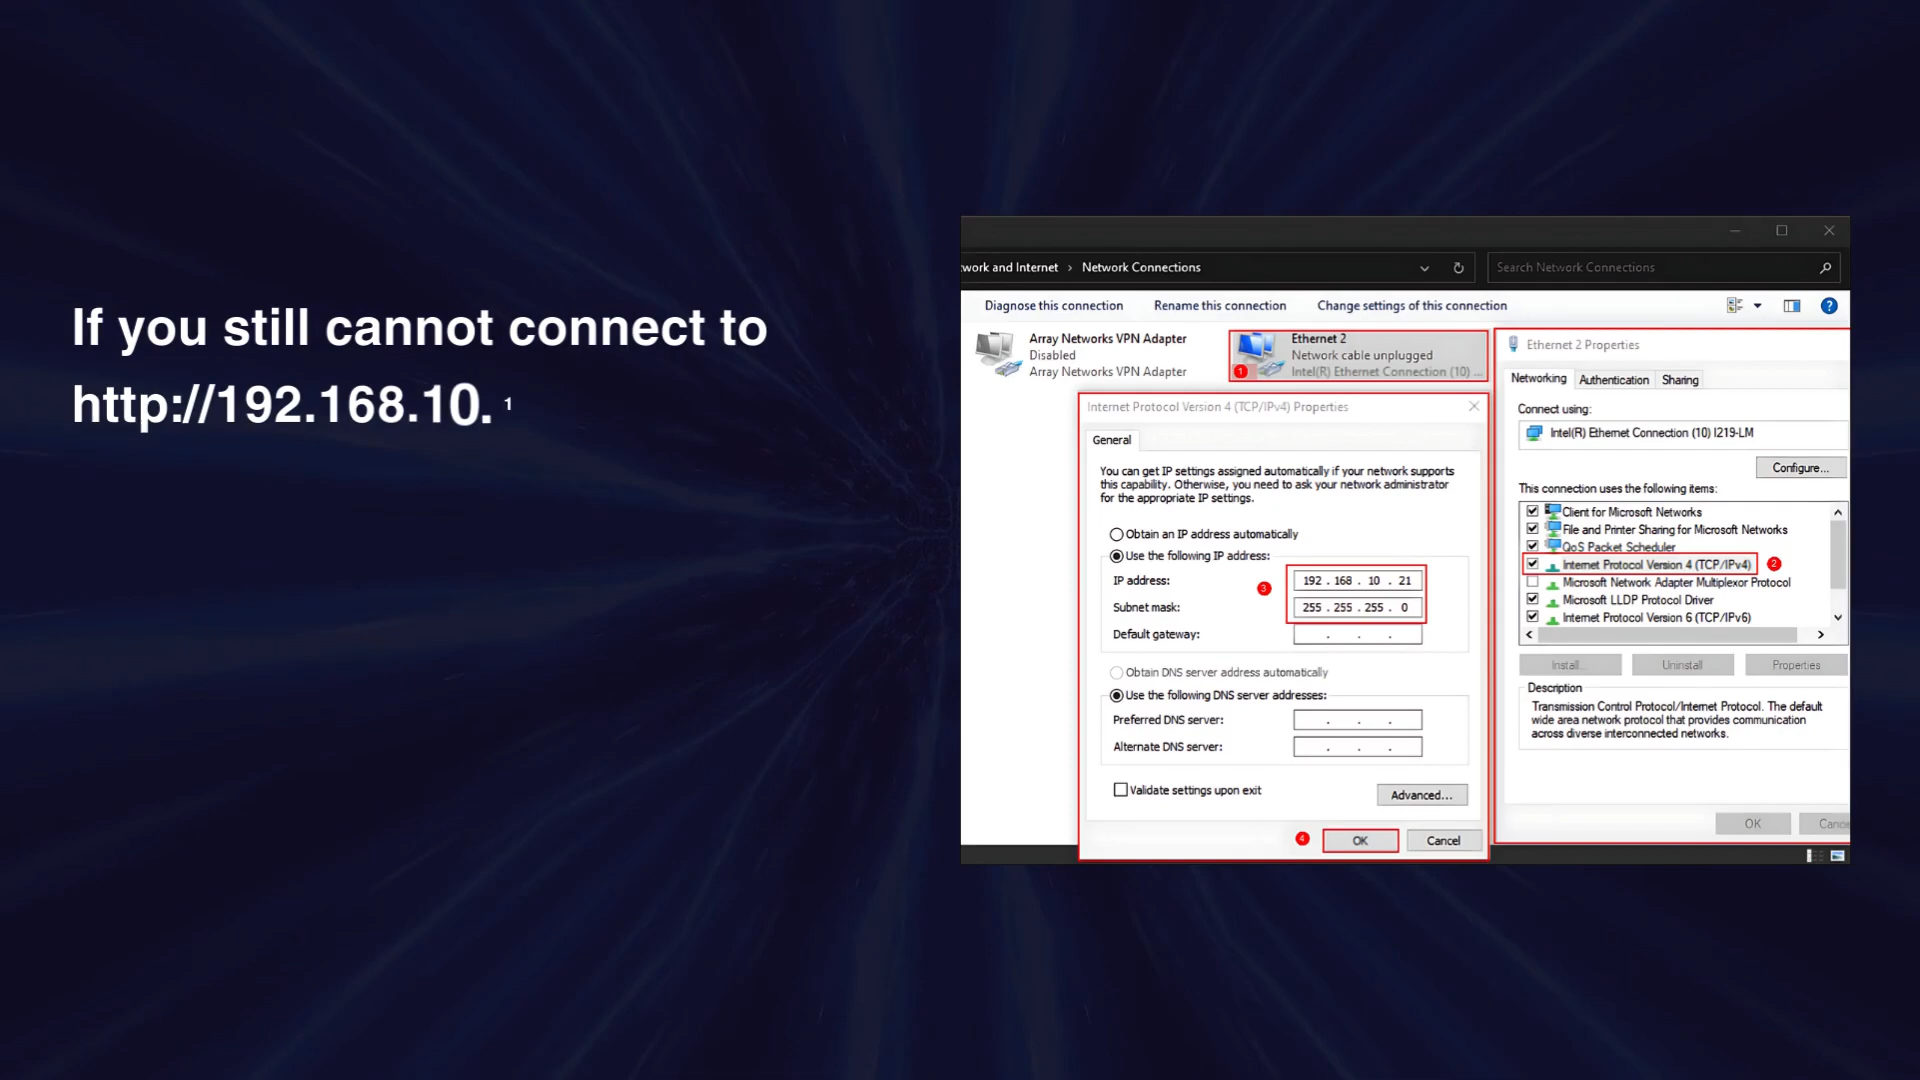 If you still cannot connect to
http://192.168.10. 1
twork and Internet › Network Connections
Search Network Connections
Diagnose this connection Rename this connection Change settings of this connection
Array Networks VPN Adapter
Disabled
Array Networks VPN Adapter
Ethernet 2
Network cable unplugged
Intel(R) Ethernet Connection (10) ...
1
Internet Protocol Version 4 (TCP/IPv4) Properties
General
You can get IP settings assigned automatically if your network supports
this capability. Otherwise, you need to ask your network administrator
for the appropriate IP settings.
Obtain an IP address automatically
Use the following IP address:
IP address: 192 . 168 . 10 . 21
3
Subnet mask: 255 . 255 . 255 . 0
Default gateway: . . .
Obtain DNS server address automatically
Use the following DNS server addresses:
Preferred DNS server: . . .
Alternate DNS server: . . .
Validate settings upon exit
Advanced...
4 OK Cancel
Ethernet 2 Properties
Networking Authentication Sharing
Connect using:
Intel(R) Ethernet Connection (10) I219-LM
Configure...
This connection uses the following items:
Client for Microsoft Networks
File and Printer Sharing for Microsoft Networks
QoS Packet Scheduler
Internet Protocol Version 4 (TCP/IPv4) 2
Microsoft Network Adapter Multiplexor Protocol
Microsoft LLDP Protocol Driver
Internet Protocol Version 6 (TCP/IPv6)
Install... Uninstall Properties
Description
Transmission Control Protocol/Internet Protocol. The default
wide area network protocol that provides communication
across diverse interconnected networks.
OK Cance